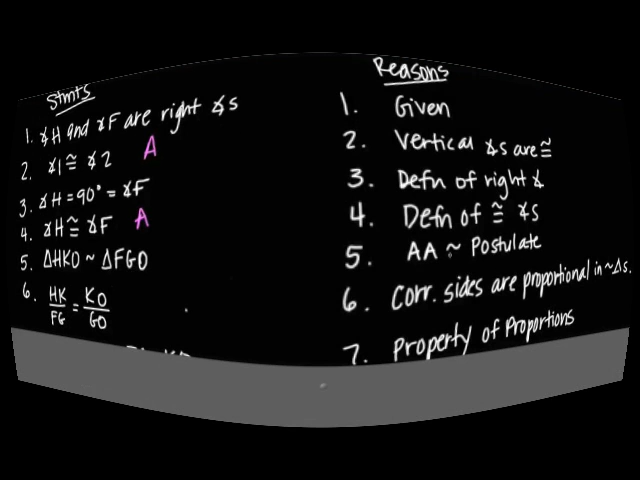 Stmts
1. ∡H and ∡F are right ∡s
2. ∡1 ≅ ∡2 A
3. ∡H = 90° = ∡F
4. ∡H ≅ ∡F A
5. ΔHKO ~ ΔFGO
6. HK/FG = KO/GO
Reasons
1. Given
2. Vertical ∡s are ≅
3. Defn of right ∡
4. Defn of ≅ ∡s
5. AA ~ Postulate
6. Corr. sides are proportional in ~Δs.
7. Property of Proportions